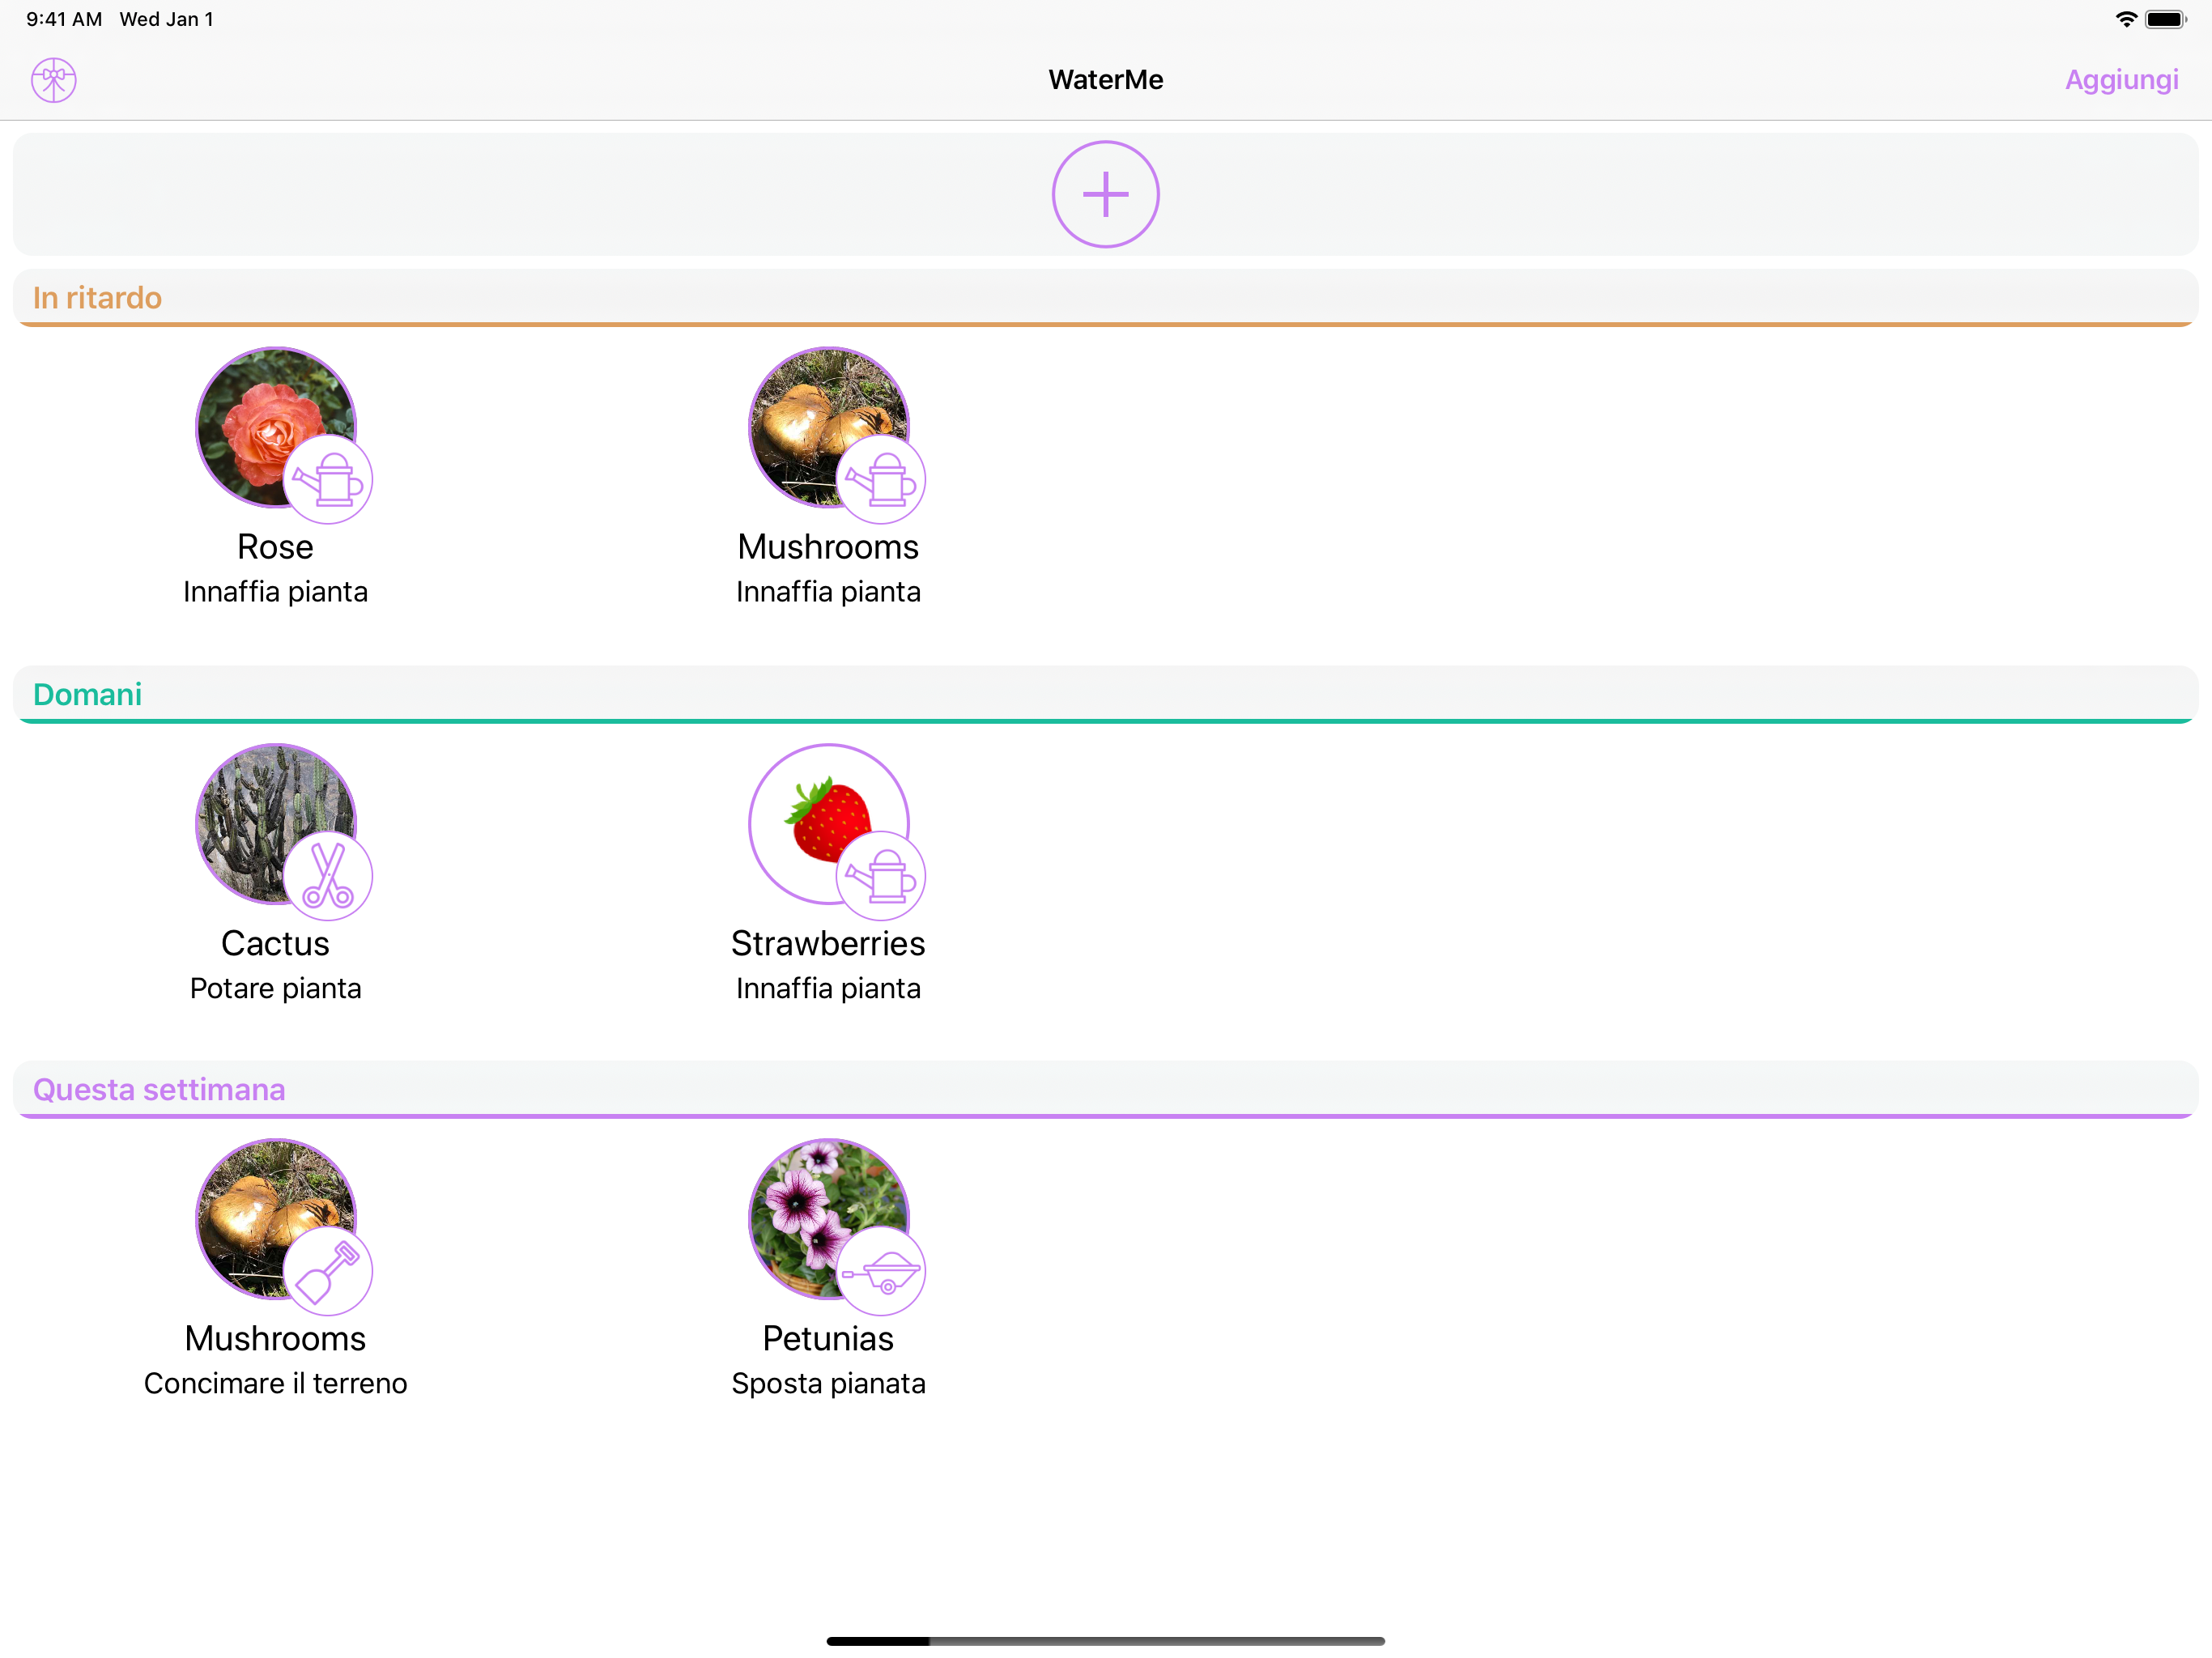 9:41 AM Wed Jan 1
WaterMe
Aggiungi
In ritardo
Rose
Innaffia pianta
Mushrooms
Innaffia pianta
Domani
Cactus
Potare pianta
Strawberries
Innaffia pianta
Questa settimana
Mushrooms
Concimare il terreno
Petunias
Sposta pianata